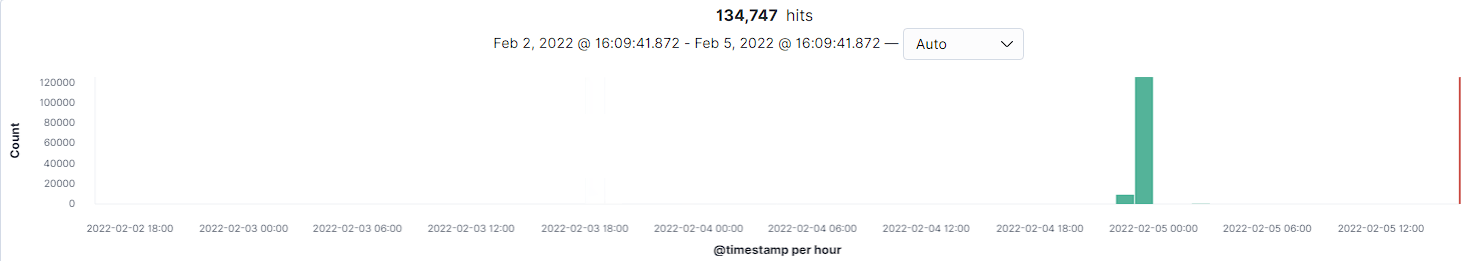 134,747 hits
Feb 2, 2022 @ 16:09:41.872 - Feb 5, 2022 @ 16:09:41.872 — Auto
Count
120000
100000
80000
60000
40000
20000
0
2022-02-02 18:00 2022-02-03 00:00 2022-02-03 06:00 2022-02-03 12:00 2022-02-03 18:00 2022-02-04 00:00 2022-02-04 06:00 2022-02-04 12:00 2022-02-04 18:00 2022-02-05 00:00 2022-02-05 06:00 2022-02-05 12:00
@timestamp per hour